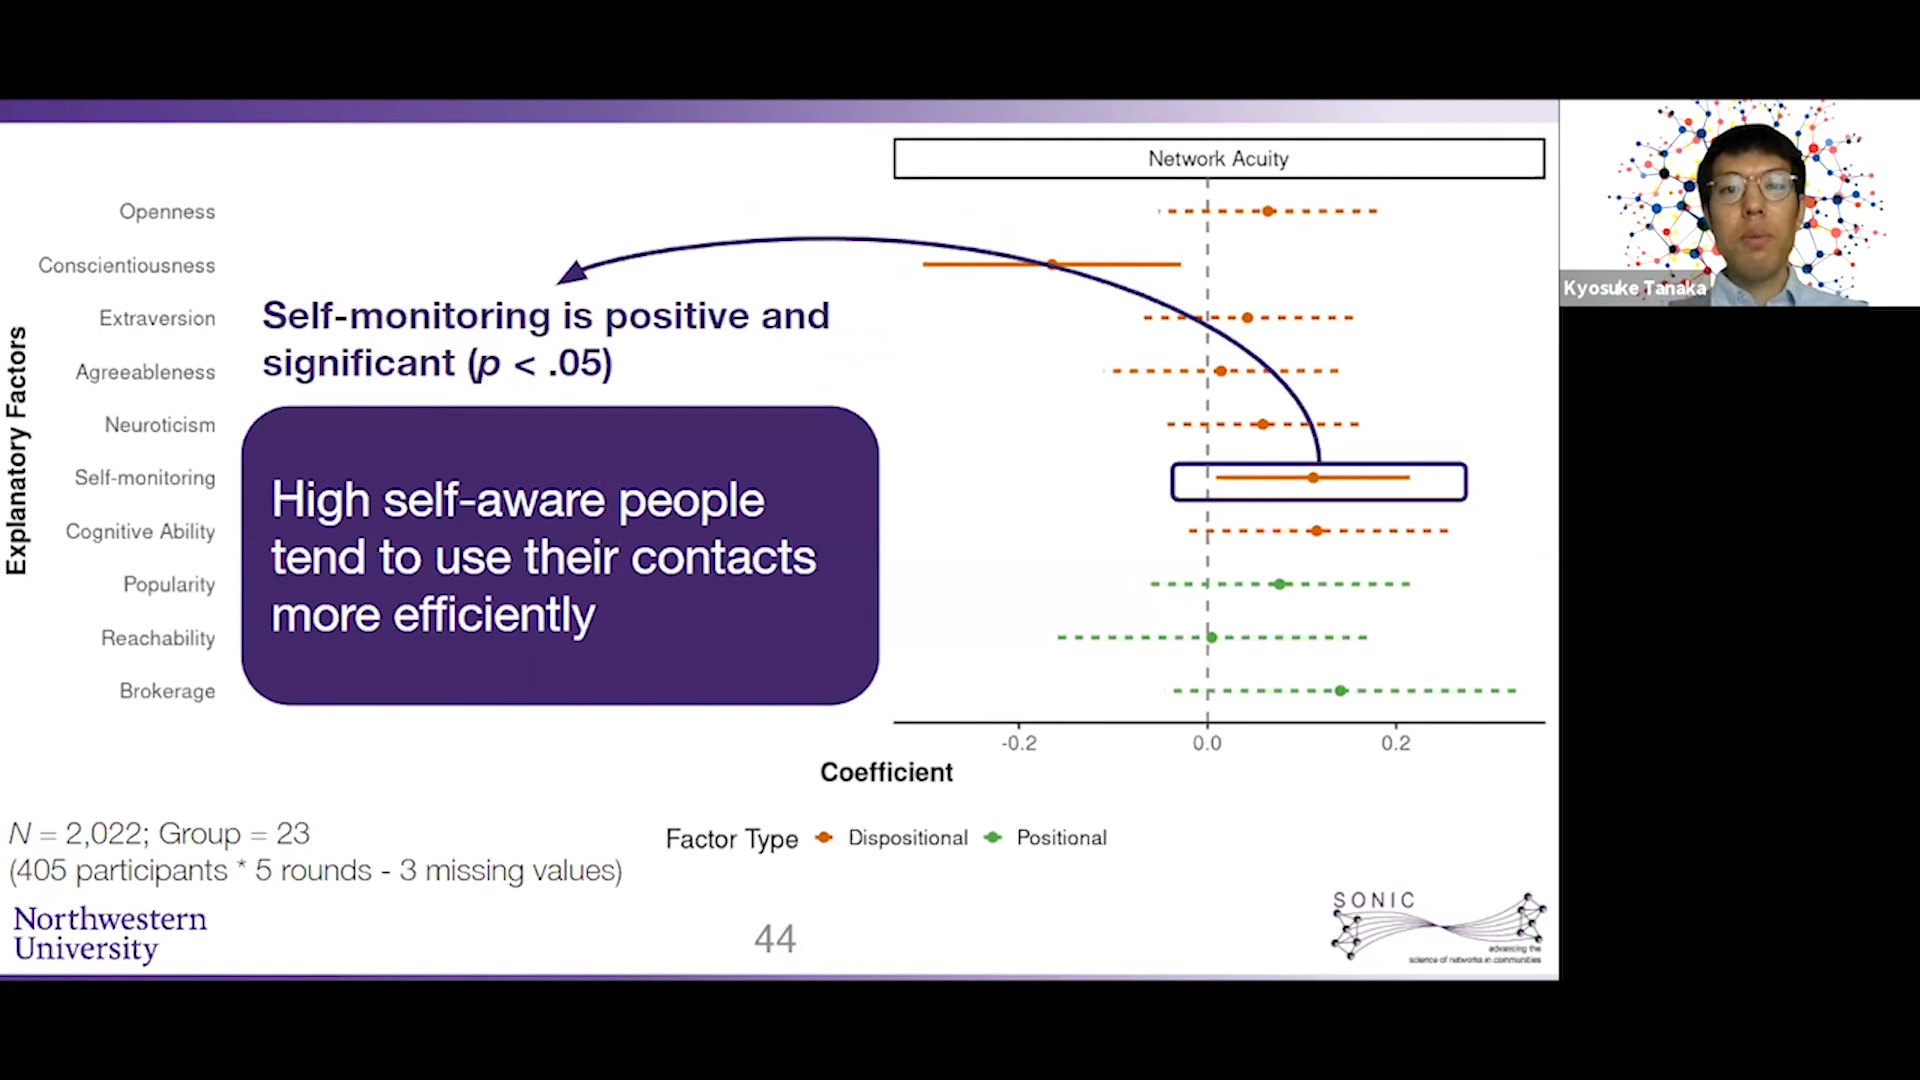 Network Acuity
Openness
Conscientiousness
Extraversion
Agreeableness
Neuroticism
Self-monitoring
Cognitive Ability
Popularity
Reachability
Brokerage
Explanatory Factors
Self-monitoring is positive and
significant (p < .05)
High self-aware people
tend to use their contacts
more efficiently
-0.2 0.0 0.2
Coefficient
Factor Type Dispositional Positional
N = 2,022; Group = 23
(405 participants * 5 rounds - 3 missing values)
Northwestern
University
44
SONIC
advancing the
science of networks in communities
Kyosuke Tanaka